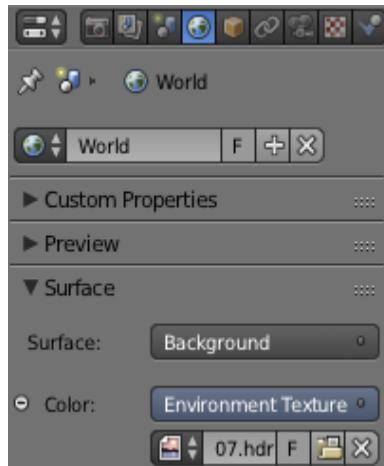 World
World F
Custom Properties
Preview
Surface
Surface: Background
Color: Environment Texture
07.hdr F